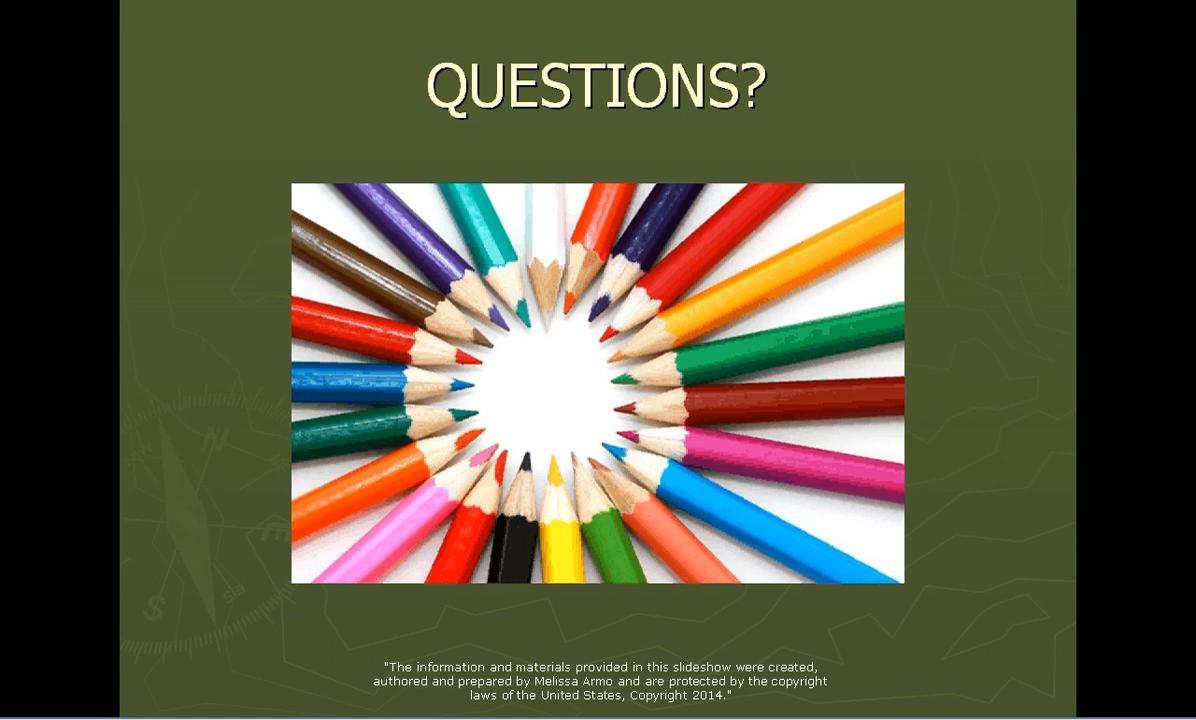 QUESTIONS?
"The information and materials provided in this slideshow were created,
authored and prepared by Melissa Armo and are protected by the copyright
laws of the United States, Copyright 2014."
N
S